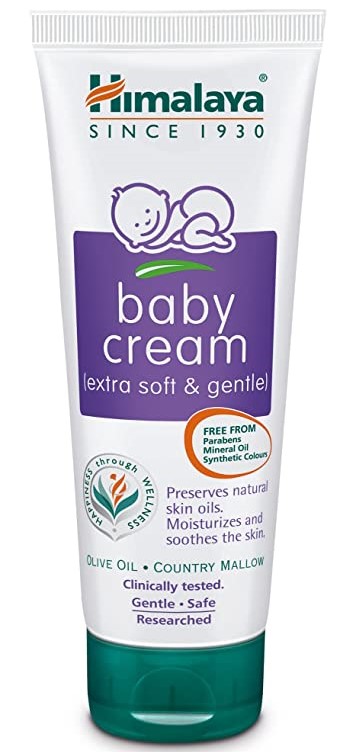 Himalaya®
SINCE 1930
baby
cream
(extra soft & gentle)
FREE FROM
Parabens
Mineral Oil
Synthetic Colours
HAPPINESS through WELLNESS
Preserves natural
skin oils.
Moisturizes and
soothes the skin.
OLIVE OIL • COUNTRY MALLOW
Clinically tested.
Gentle • Safe
Researched